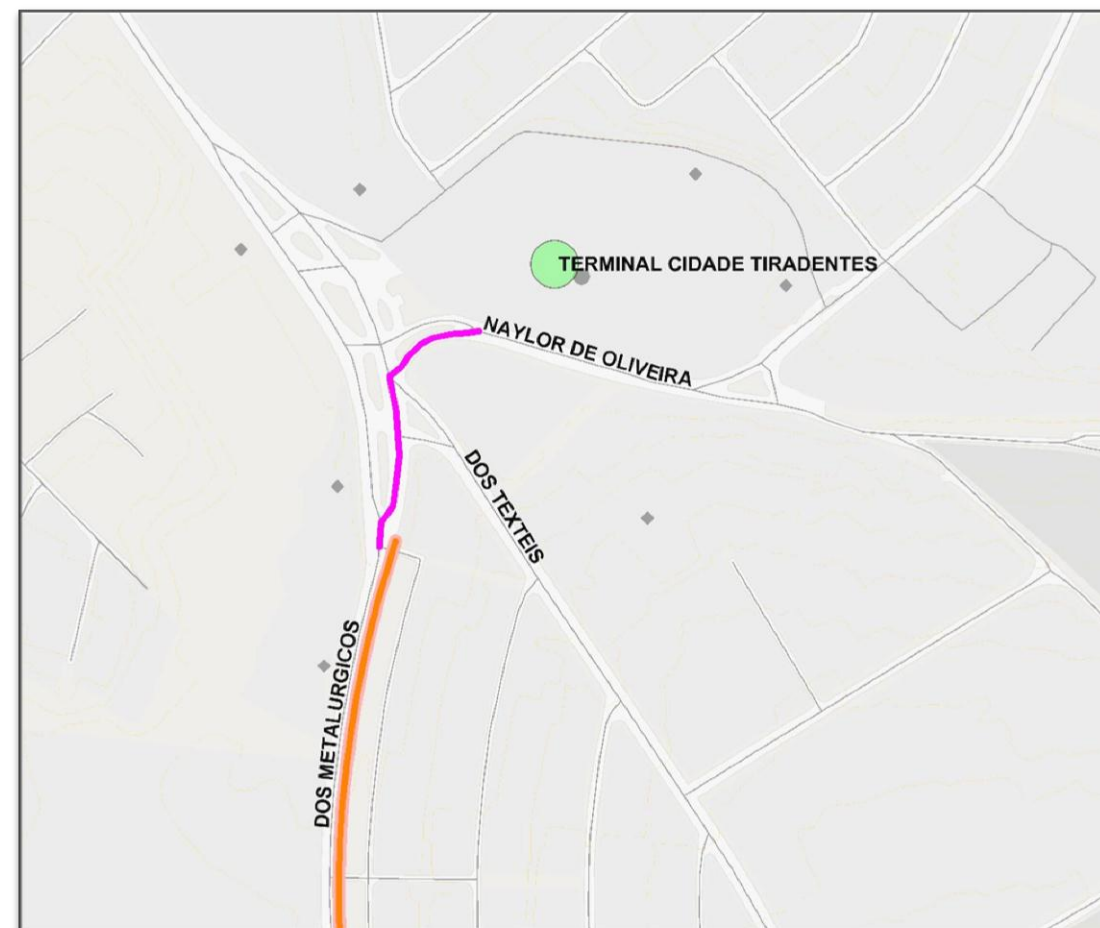 TERMINAL CIDADE TIRADENTES
NAYLOR DE OLIVEIRA
DOS TEXTEIS
DOS METALURGICOS